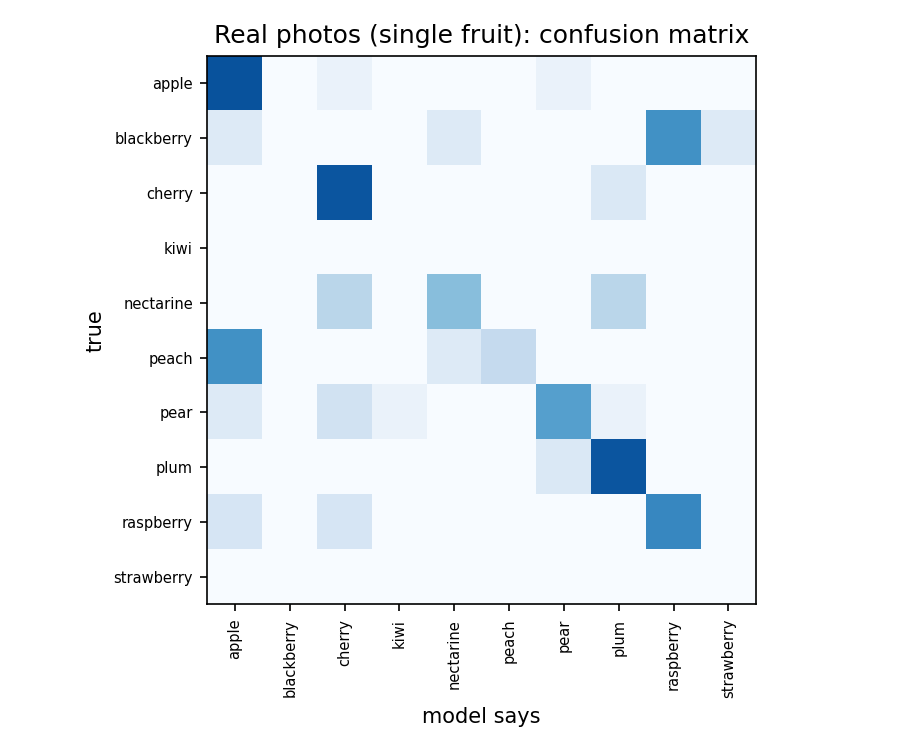 Real photos (single fruit): confusion matrix
apple
blackberry
cherry
kiwi
nectarine
peach
pear
plum
raspberry
strawberry
true
apple
blackberry
cherry
kiwi
nectarine
peach
pear
plum
raspberry
strawberry
model says